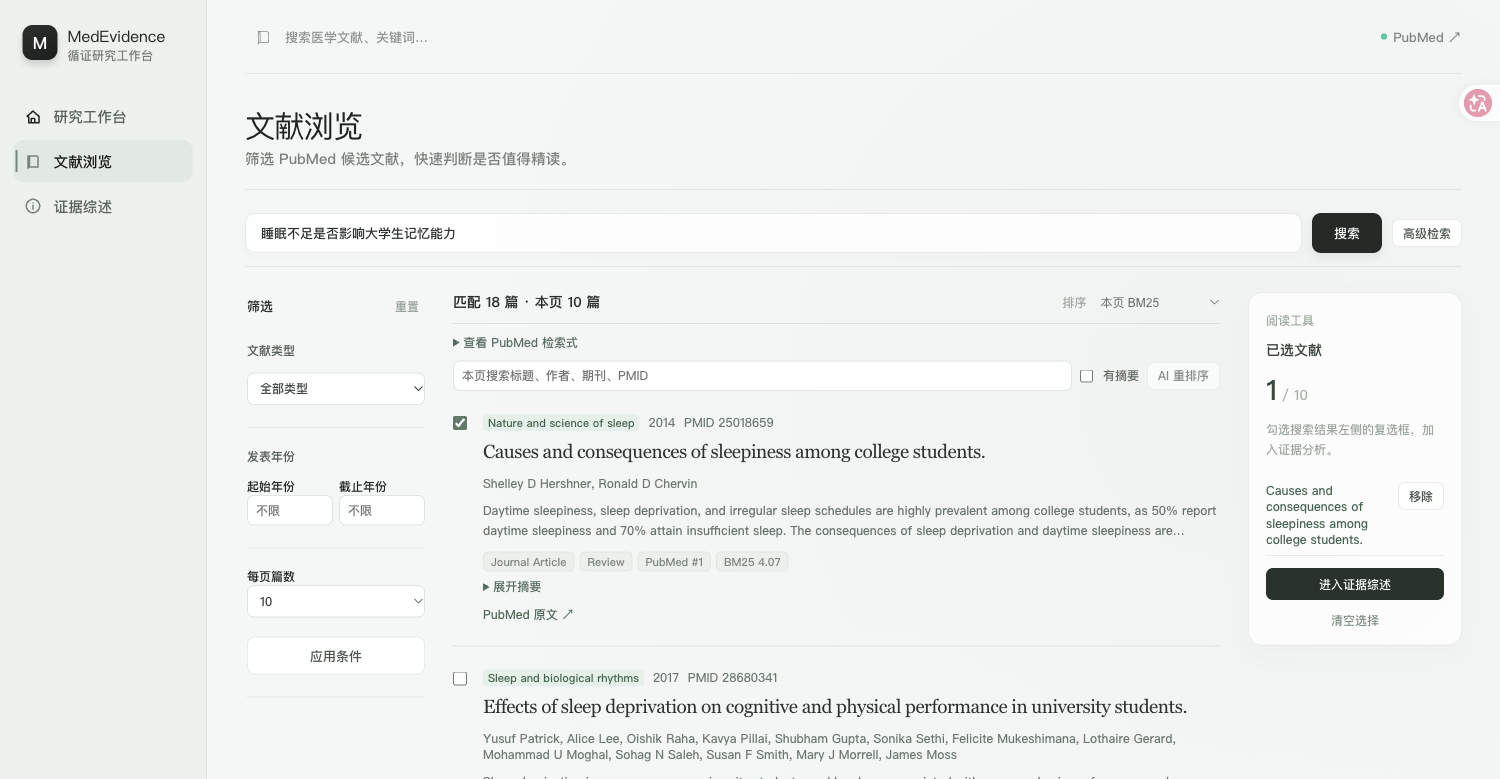 M
MedEvidence
循证研究工作台
研究工作台
文献浏览
证据综述
搜索医学文献、关键词...
PubMed ↗
文献浏览
筛选 PubMed 候选文献，快速判断是否值得精读。
睡眠不足是否影响大学生记忆能力
搜索
高级检索
筛选
重置
文献类型
全部类型
发表年份
起始年份
截止年份
不限
不限
每页篇数
10
应用条件
匹配 18 篇 · 本页 10 篇
排序
本页 BM25
查看 PubMed 检索式
本页搜索标题、作者、期刊、PMID
有摘要
AI 重排序
Nature and science of sleep 2014 PMID 25018659
Causes and consequences of sleepiness among college students.
Shelley D Hershner, Ronald D Chervin
Daytime sleepiness, sleep deprivation, and irregular sleep schedules are highly prevalent among college students, as 50% report
daytime sleepiness and 70% attain insufficient sleep. The consequences of sleep deprivation and daytime sleepiness are...
Journal Article Review PubMed #1 BM25 4.07
展开摘要
PubMed 原文 ↗
Sleep and biological rhythms 2017 PMID 28680341
Effects of sleep deprivation on cognitive and physical performance in university students.
Yusuf Patrick, Alice Lee, Oishik Raha, Kavya Pillai, Shubham Gupta, Sonika Sethi, Felicite Mukeshimana, Lothaire Gerard,
Mohammad U Moghal, Sohag N Saleh, Susan F Smith, Mary J Morrell, James Moss
阅读工具
已选文献
1 / 10
勾选搜索结果左侧的复选框，加
入证据分析。
Causes and
consequences of
sleepiness among
college students.
移除
进入证据综述
清空选择